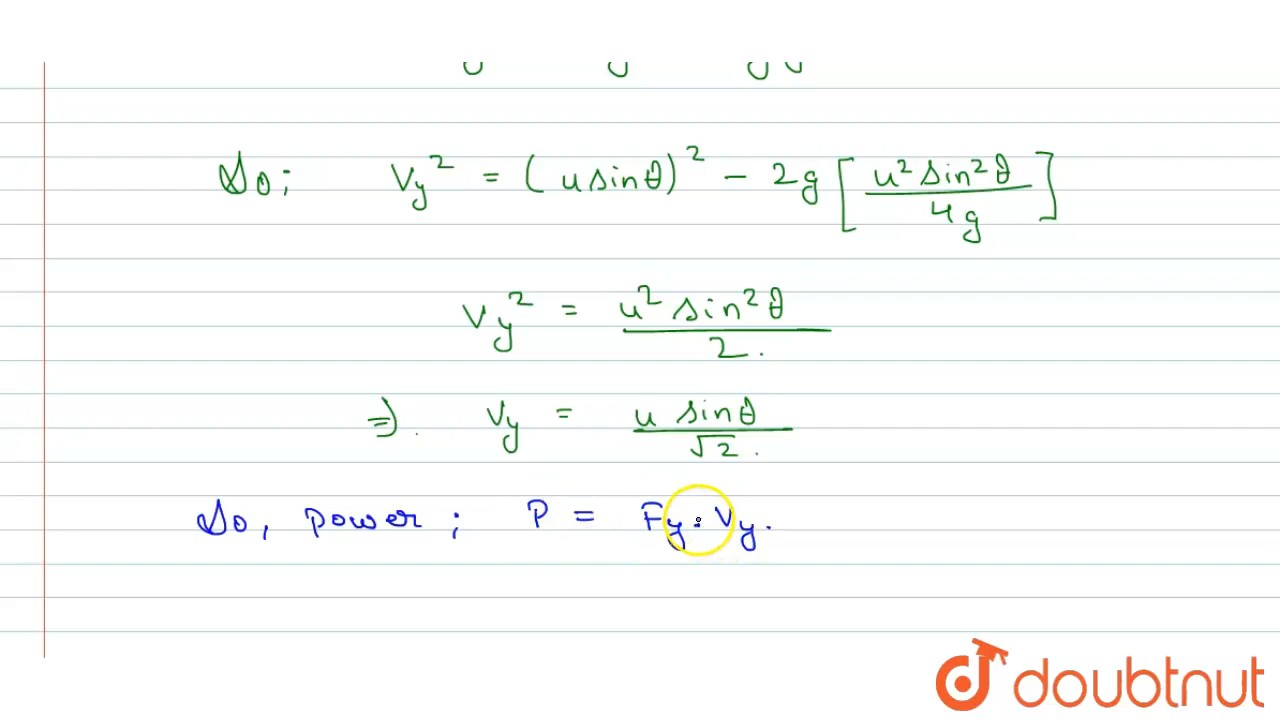 So; Vy² = (u sinθ)² - 2g [u² sin²θ / 4g]
Vy² = u² sin²θ / 2.
⇒. Vy = u sinθ / √2.
So, power; P = Fy . Vy.
doubtnut